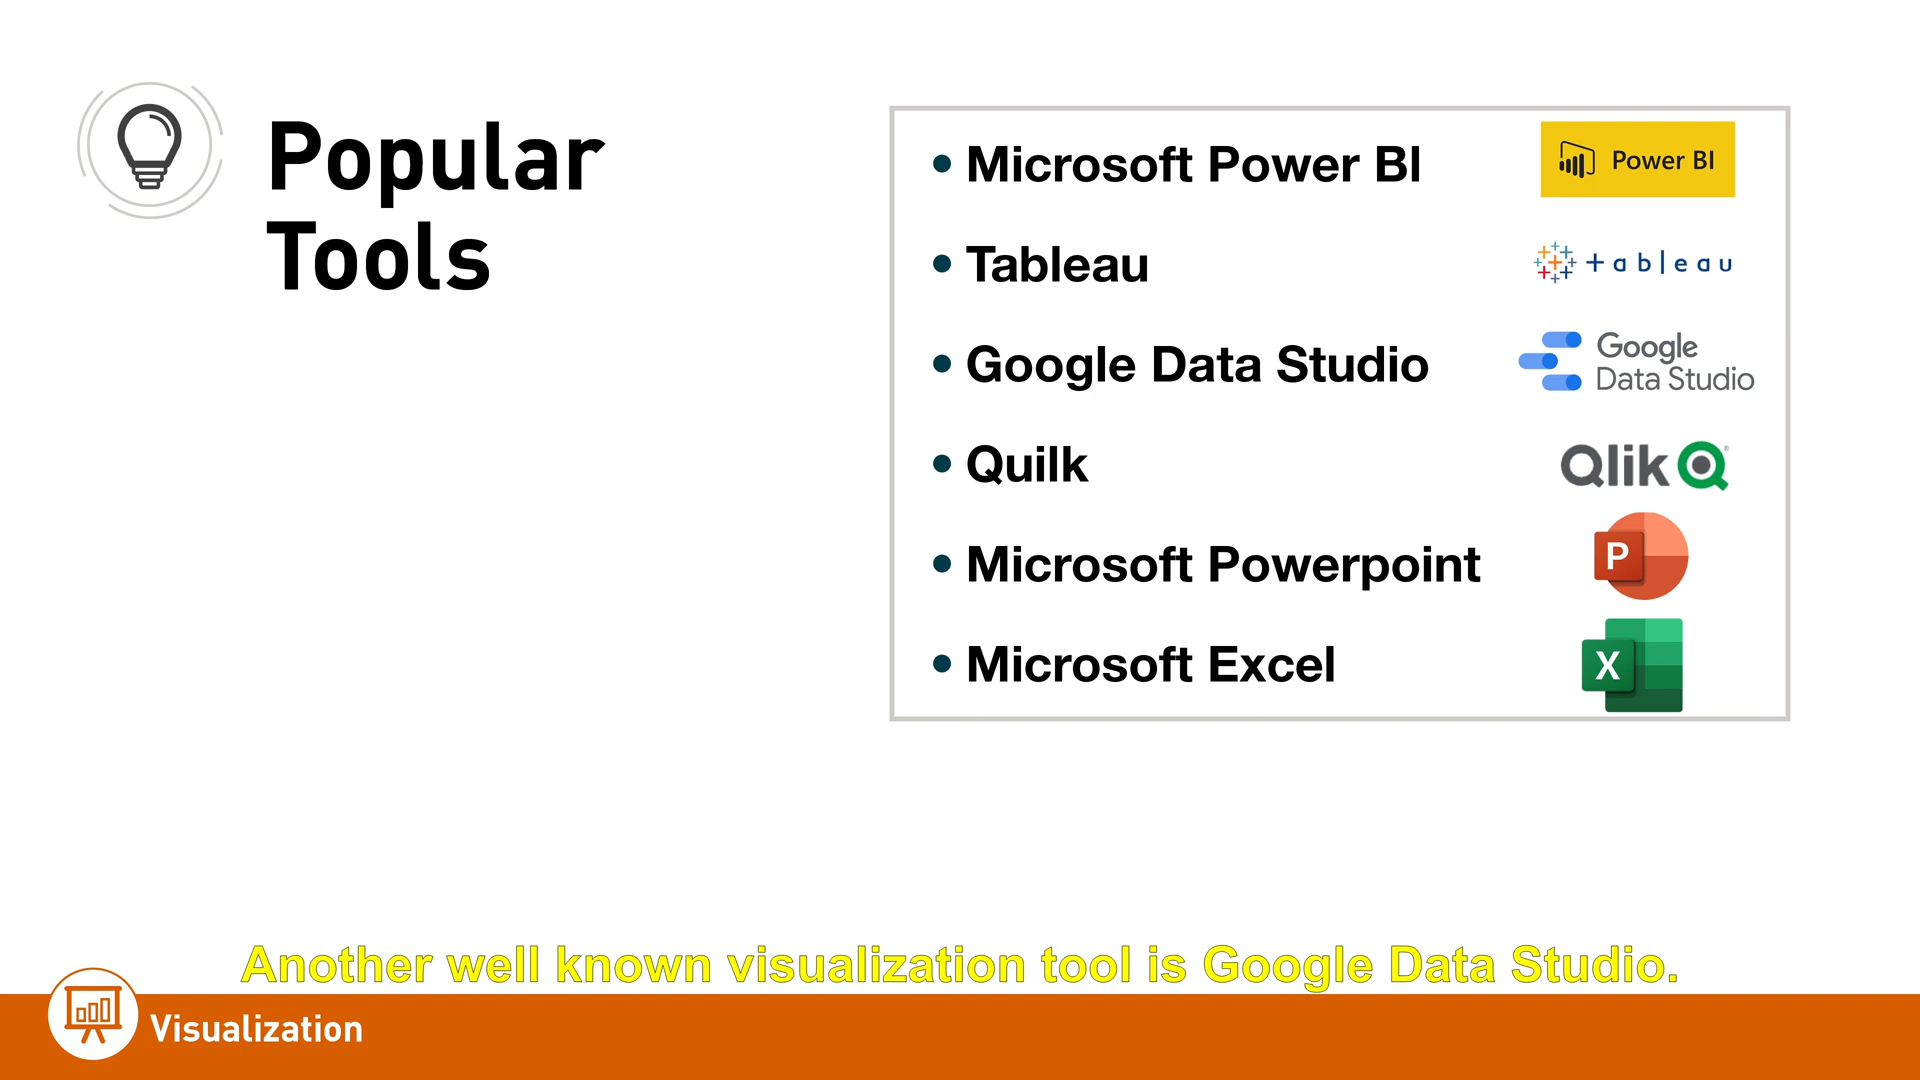 Popular
Tools
• Microsoft Power BI
Power BI
• Tableau
+ a b | e a u
• Google Data Studio
Google
Data Studio
• Quilk
Qlik
• Microsoft Powerpoint
P
• Microsoft Excel
X
Another well known visualization tool is Google Data Studio.
Visualization